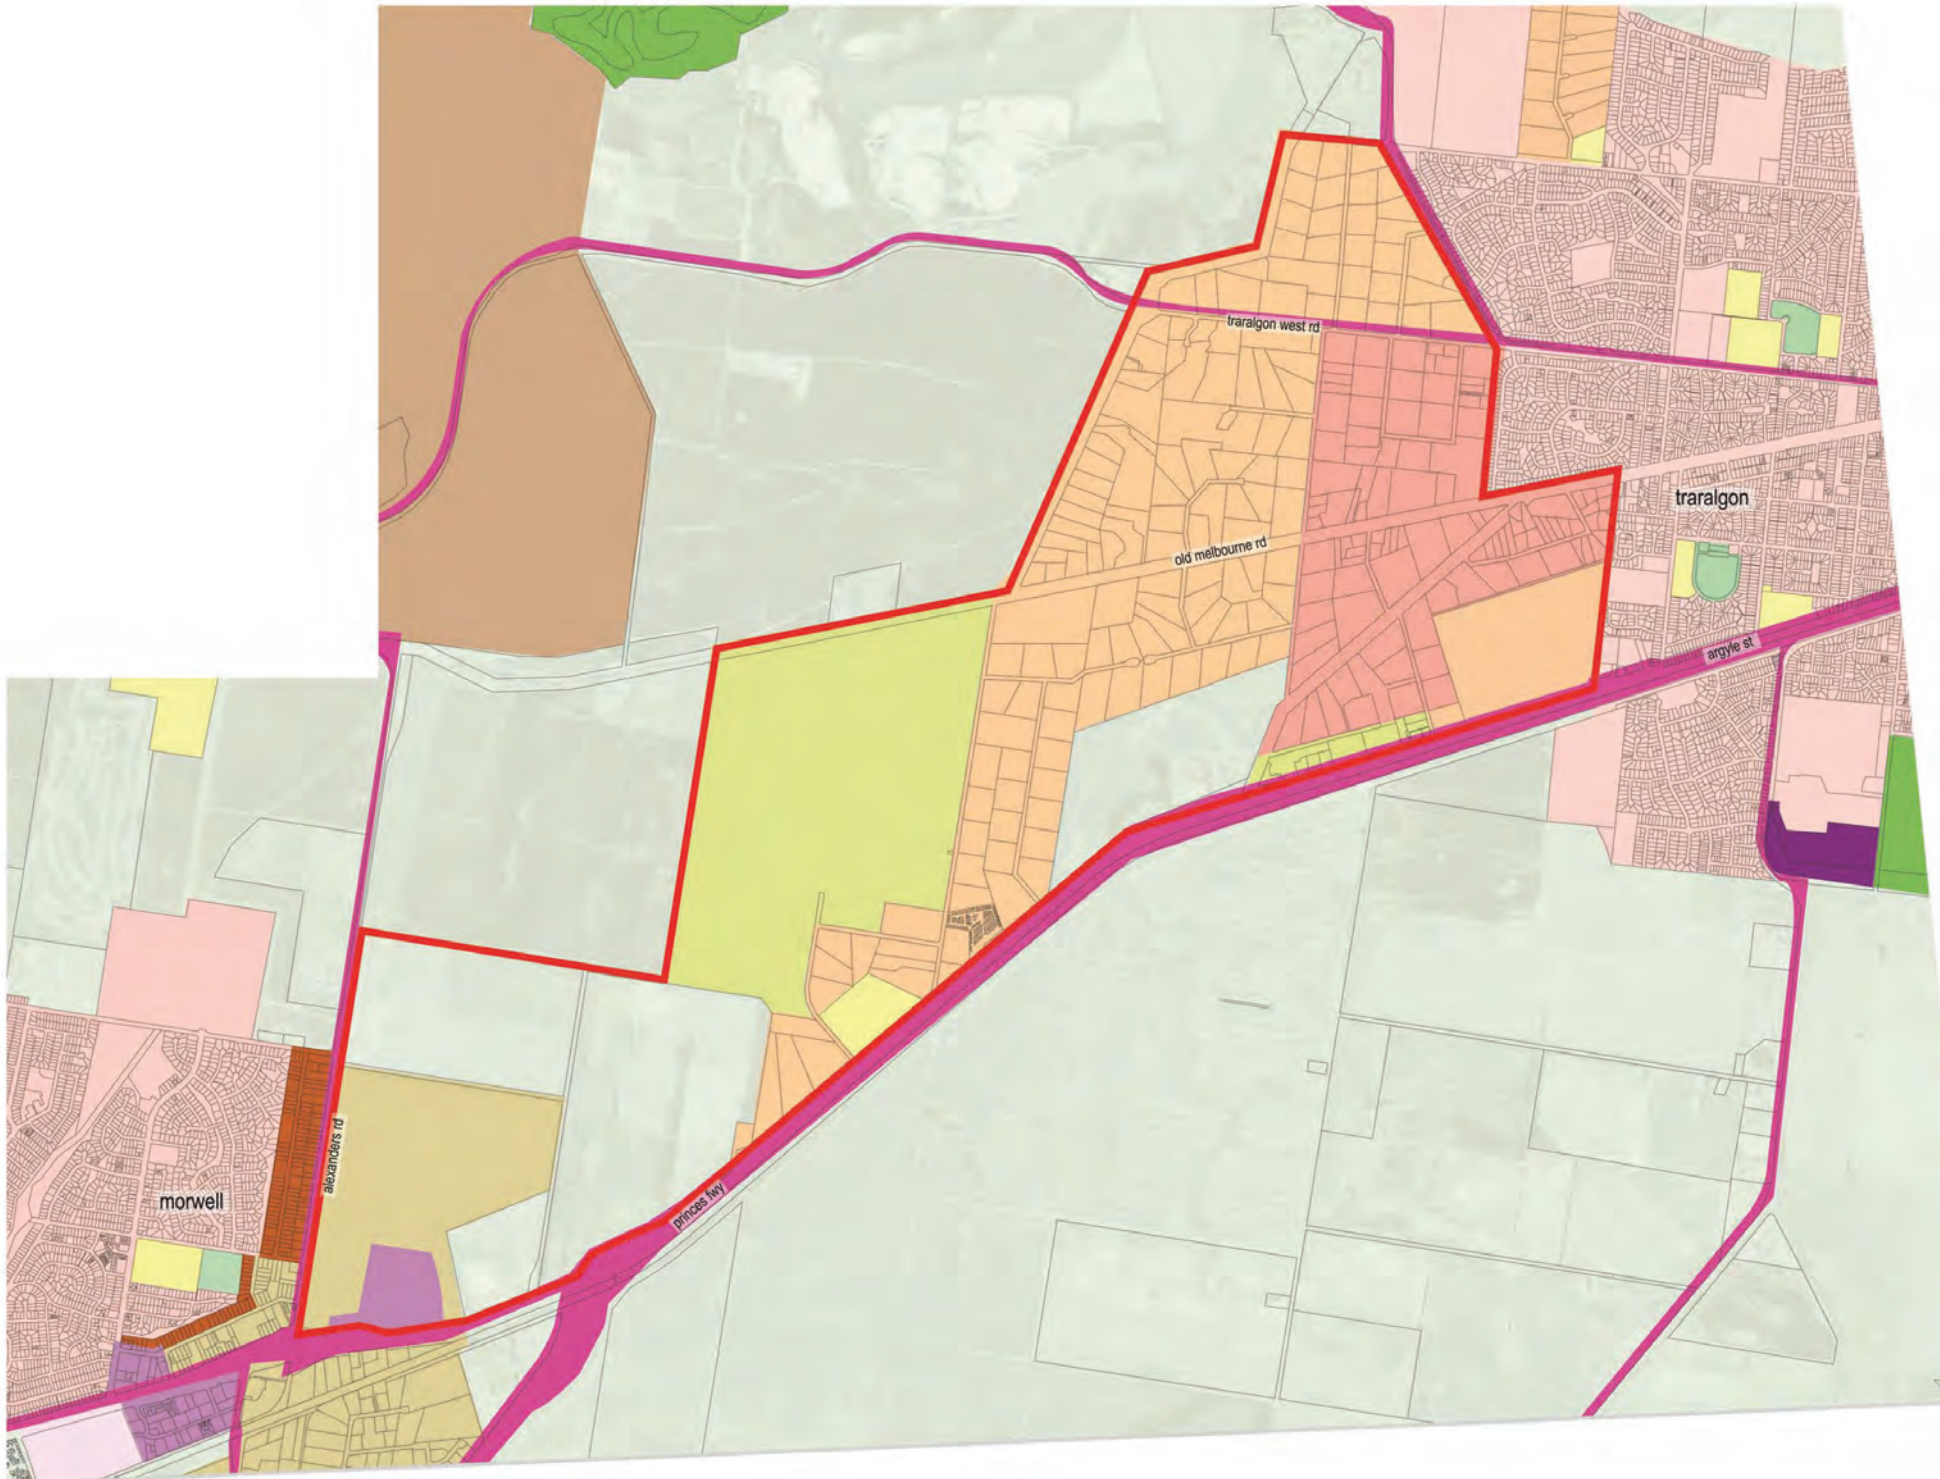 traralgon west rd
traralgon
old melbourne rd
argyle st
alexanders rd
morwell
princes fwy